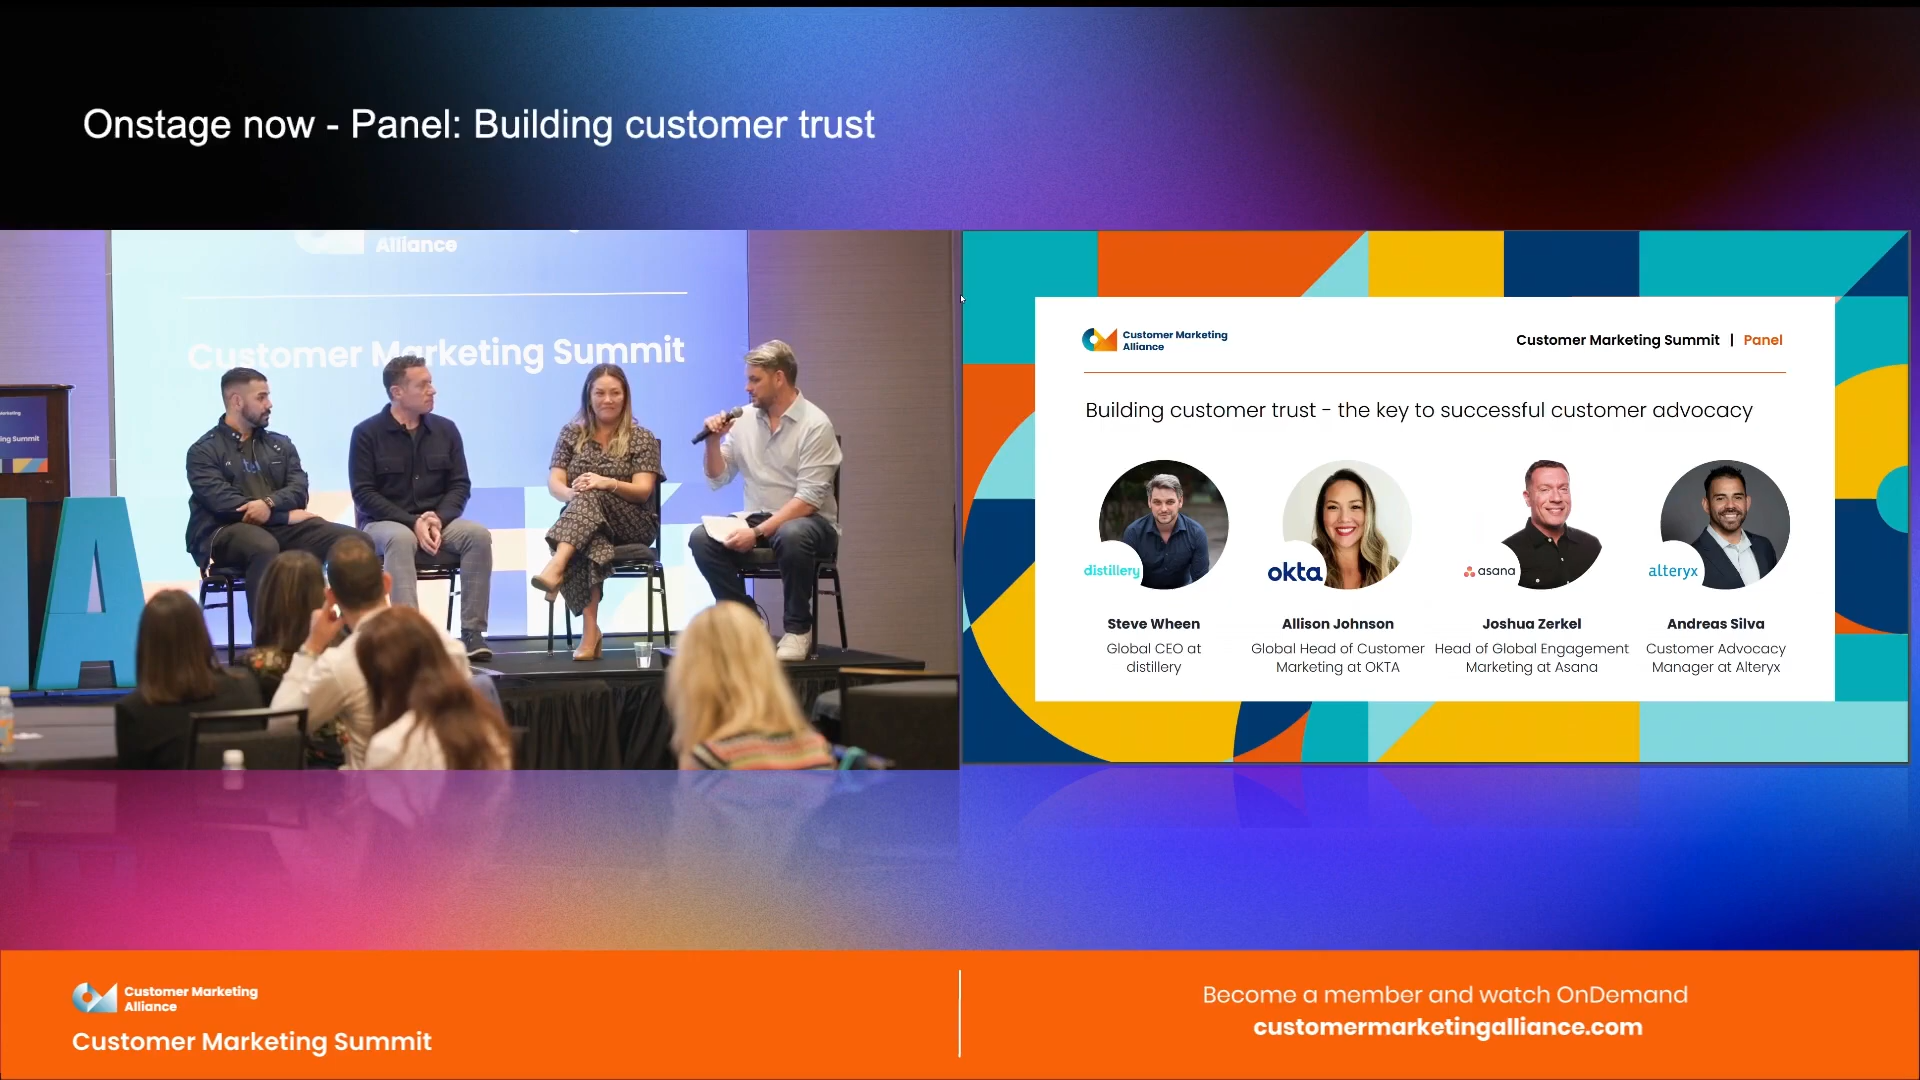 Onstage now - Panel: Building customer trust
Alliance
Customer Marketing Summit
A
Customer Marketing
Alliance
Customer Marketing Summit | Panel
Building customer trust - the key to successful customer advocacy
distillery
okta
asana
alteryx
Steve Wheen
Global CEO at
distillery
Allison Johnson
Global Head of Customer
Marketing at OKTA
Joshua Zerkel
Head of Global Engagement
Marketing at Asana
Andreas Silva
Customer Advocacy
Manager at Alteryx
Customer Marketing
Alliance
Customer Marketing Summit
Become a member and watch OnDemand
customermarketingalliance.com